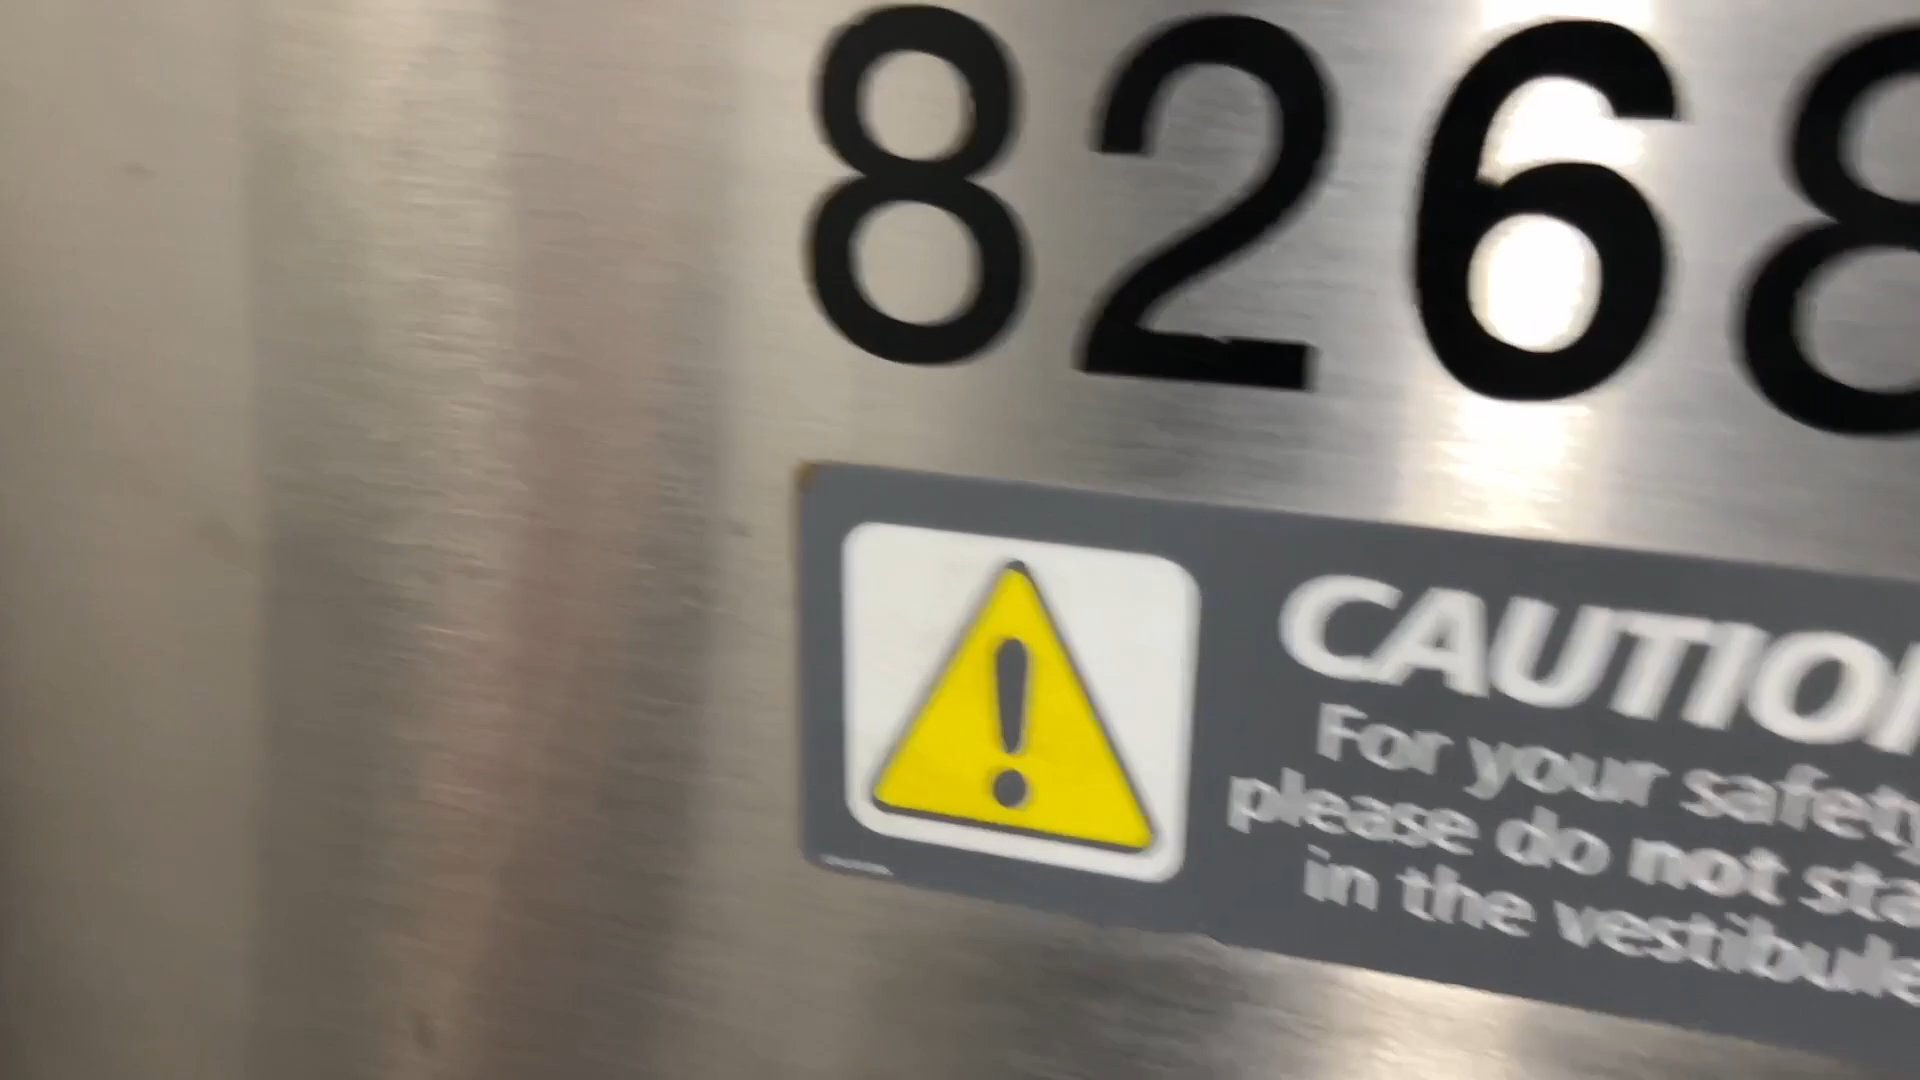 8268
CAUTION
For your safety
please do not
in the vestibule